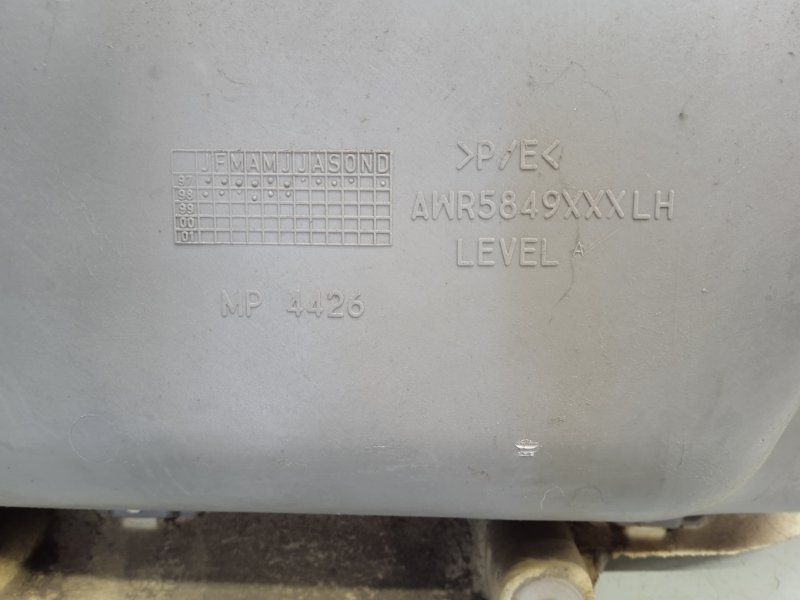 JFMAMJJASOND
97
98
99
00
01
>P/E<
AWR5849XXXLH
LEVEL A
MP 4426